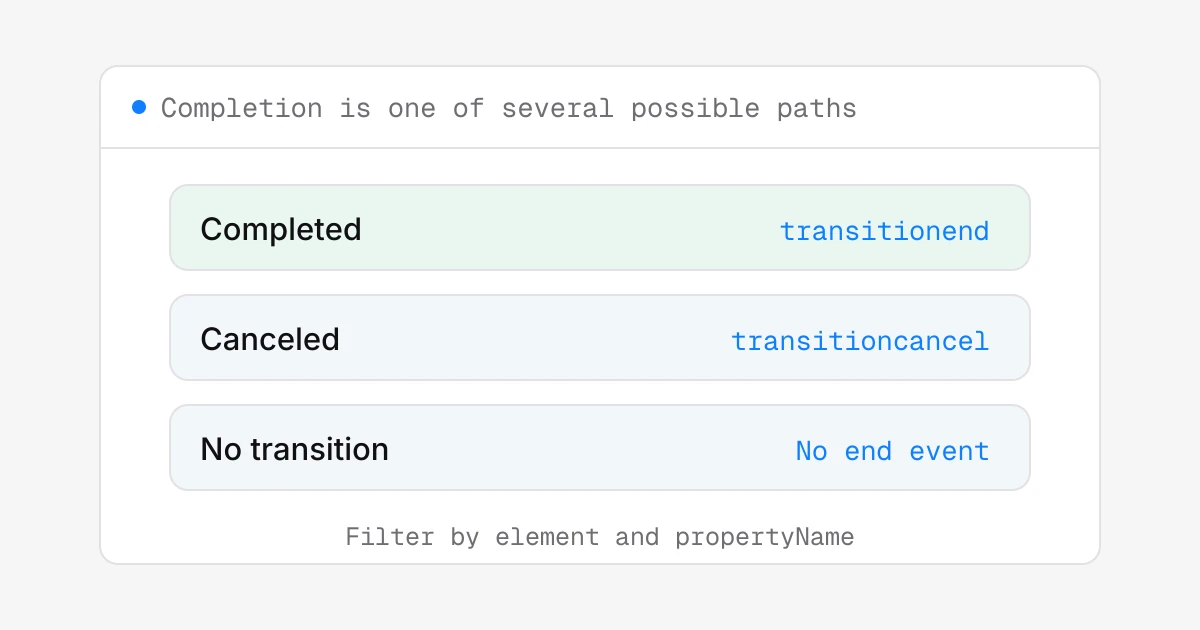 Completion is one of several possible paths
Completed transitionend
Canceled transitioncancel
No transition No end event
Filter by element and propertyName